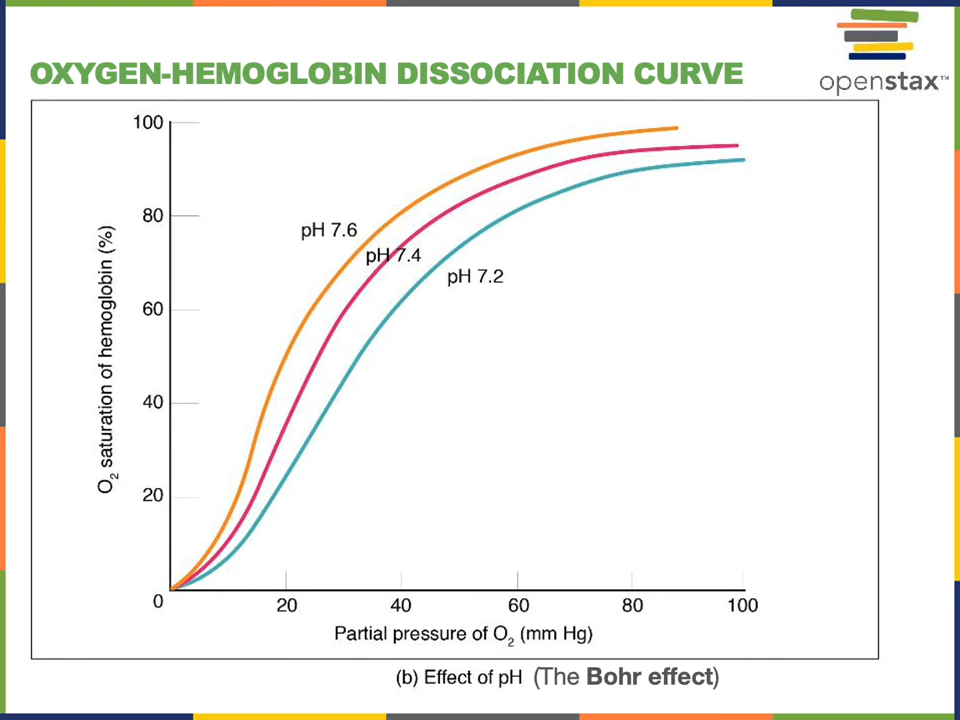 openstax™
OXYGEN-HEMOGLOBIN DISSOCIATION CURVE
O₂ saturation of hemoglobin (%)
100
80
60
40
20
0
pH 7.6
pH 7.4
pH 7.2
20 40 60 80 100
Partial pressure of O₂ (mm Hg)
(b) Effect of pH (The Bohr effect)